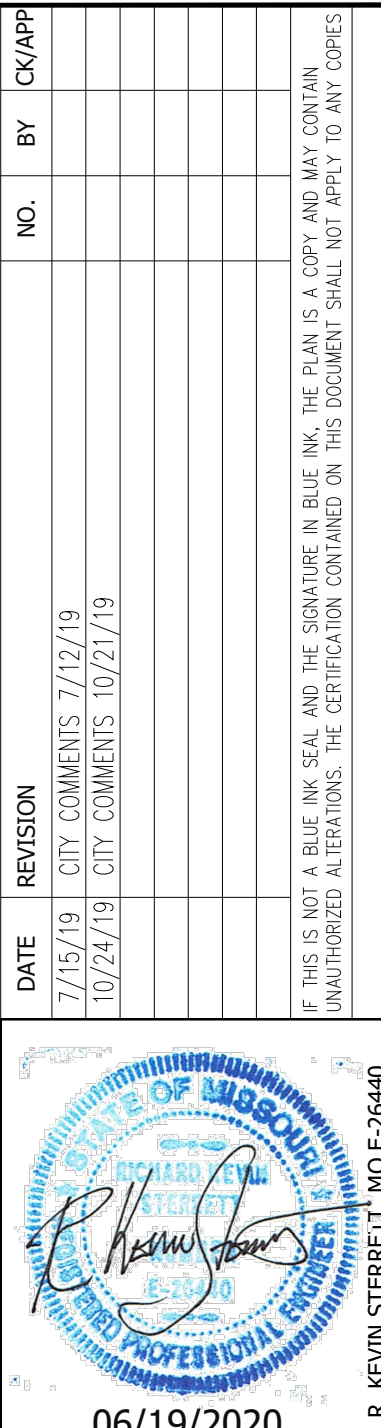 DATE REVISION NO. BY CK/APP
7/15/19 CITY COMMENTS 7/12/19
10/24/19 CITY COMMENTS 10/21/19
IF THIS IS NOT A BLUE INK SEAL AND THE SIGNATURE IN BLUE INK, THE PLAN IS A COPY AND MAY CONTAIN
UNAUTHORIZED ALTERATIONS. THE CERTIFICATION CONTAINED ON THIS DOCUMENT SHALL NOT APPLY TO ANY COPIES
STATE OF MISSOURI
RICHARD KEVIN
STERRETT
E-26440
REGISTERED PROFESSIONAL ENGINEER
R. KEVIN STERRETT MO E-26440
06/19/2020